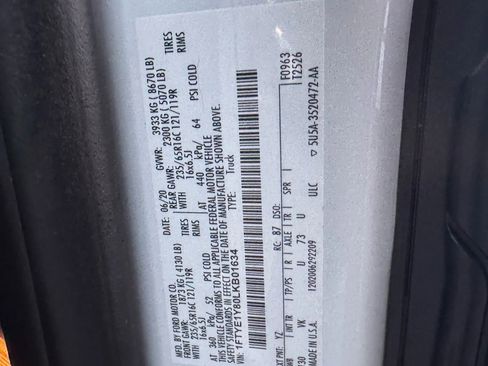 MFD. BY FORD MOTOR CO.
DATE: 06/20 GVWR: 3933 KG ( 8670 LB)
FRONT GAWR: 1873 KG ( 4130 LB) REAR GAWR: 2300 KG ( 5070 LB)
WITH 235/65R16C 121/119R TIRES WITH 235/65R16C 121/119R TIRES
16x6.5J RIMS 16x6.5J RIMS
AT 360 kPa/ 52 PSI COLD AT 440 kPa/ 64 PSI COLD
THIS VEHICLE CONFORMS TO ALL APPLICABLE FEDERAL MOTOR VEHICLE
SAFETY STANDARDS IN EFFECT ON THE DATE OF MANUFACTURE SHOWN ABOVE.
VIN: 1FTYE1Y80LKB01634 TYPE: Truck
F0963
T2526
EXT PNT: YZ RC: 87 DSO:
INT TR TP/PS R AXLE TR SPR
VK U 73 U
MADE IN U.S.A. 1202006292209 ULC 5U5A-3520472-AA